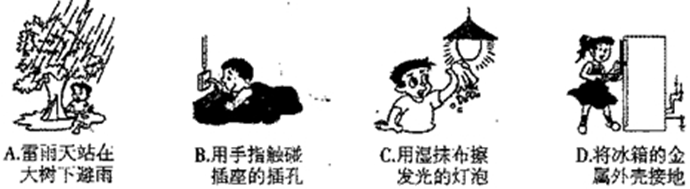 A.雷雨天站在
大树下避雨
B.用手指触碰
插座的插孔
C.用湿抹布擦
发光的灯泡
D.将冰箱的金
属外壳接地